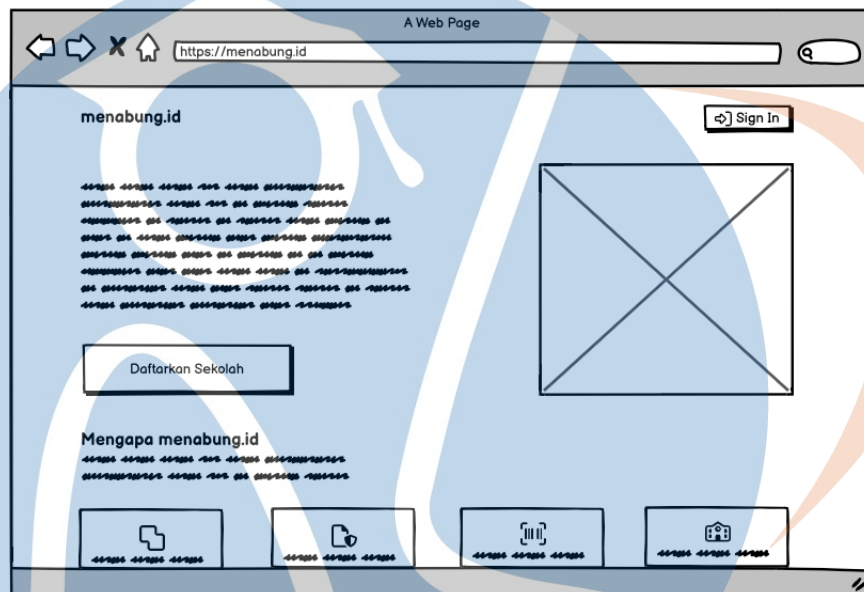 A Web Page
https://menabung.id
menabung.id
Sign In
Daftarkan Sekolah
Mengapa menabung.id